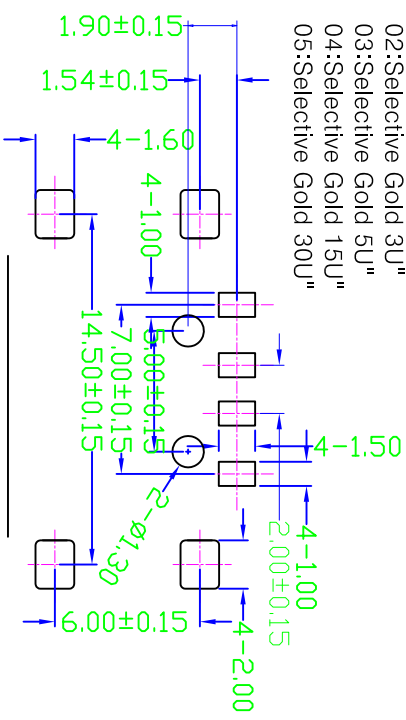 02:Selective Gold 3U"
03:Selective Gold 5U"
04:Selective Gold 15U"
05:Selective Gold 30U"
1.90±0.15
1.54±0.15
4-1.60
4-1.00
5.00±0.15
7.00±0.15
14.50±0.15
4-1.50
4-1.00
2.00±0.15
2-ø1.30
6.00±0.15
4-2.00